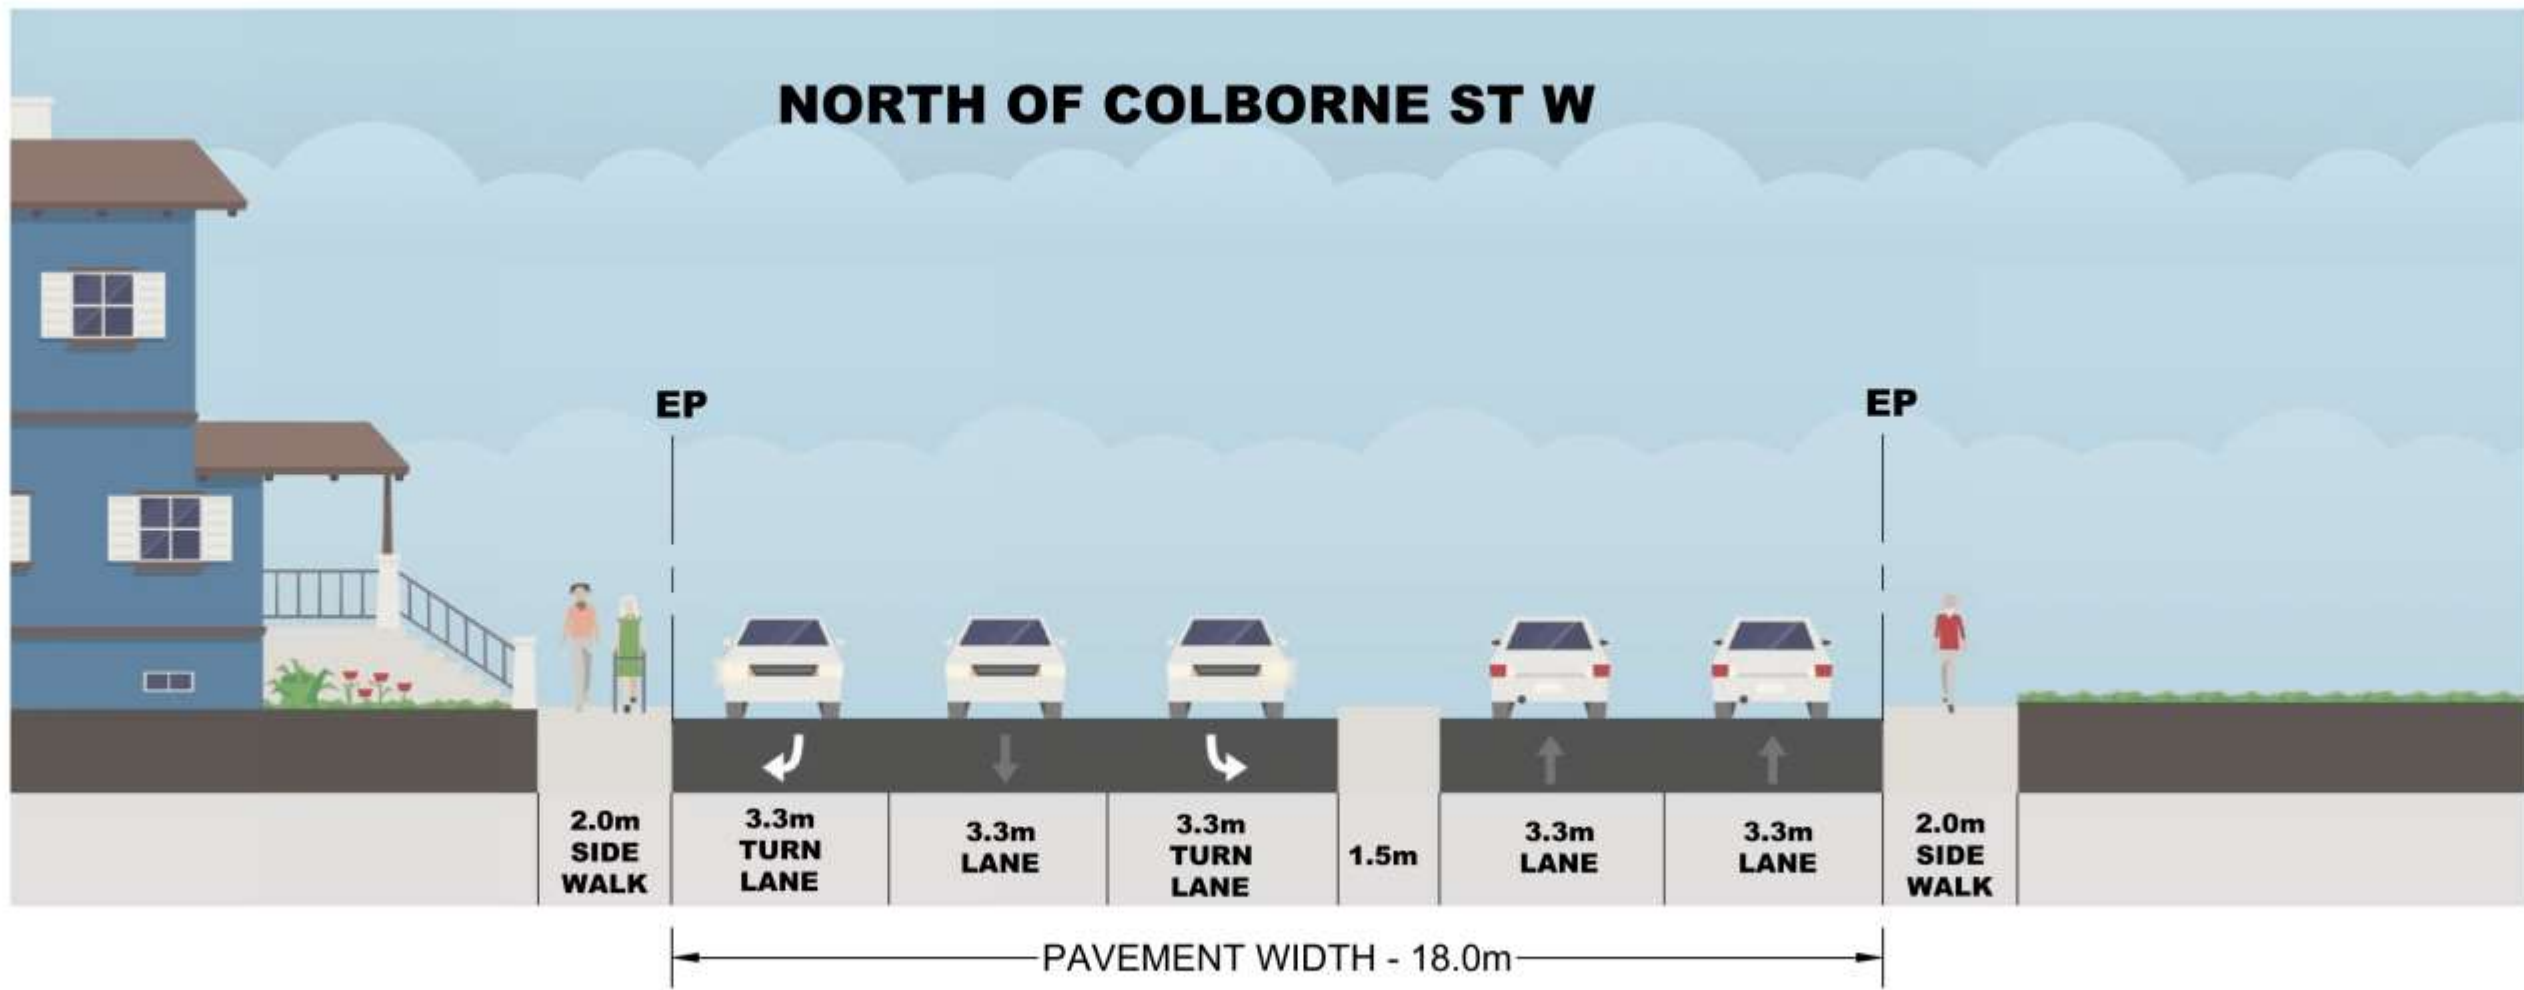 NORTH OF COLBORNE ST W
EP
EP
2.0m
SIDE
WALK
3.3m
TURN
LANE
3.3m
LANE
3.3m
TURN
LANE
1.5m
3.3m
LANE
3.3m
LANE
2.0m
SIDE
WALK
PAVEMENT WIDTH - 18.0m